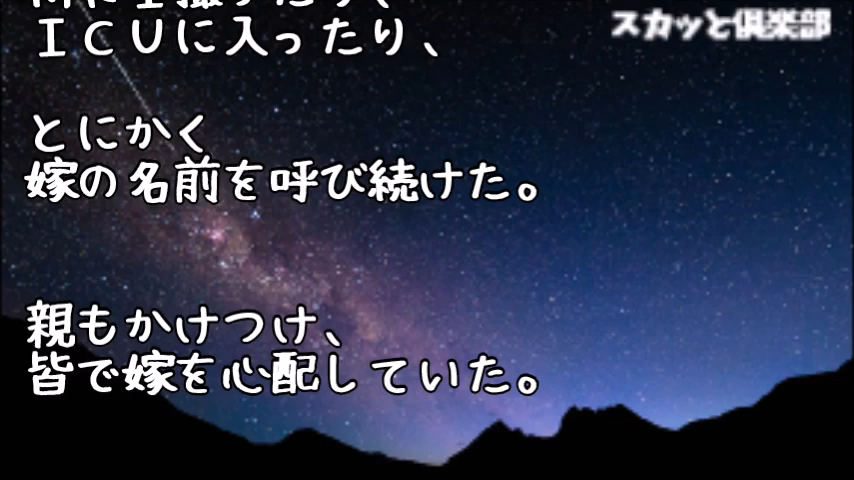 スカッと倶楽部
ＩＣＵに入ったり、
とにかく
嫁の名前を呼び続けた。
親もかけつけ、
皆で嫁を心配していた。